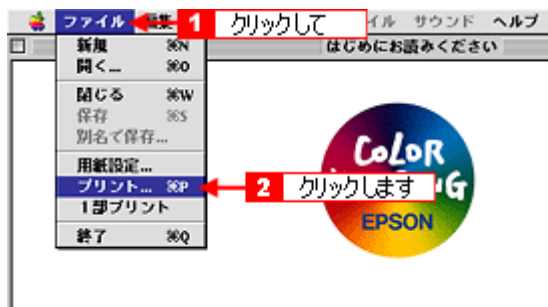 ファイル 編集 1 クリックして イル サウンド ヘルプ
はじめにお読みください
新規 ⌘N
開く... ⌘O
閉じる ⌘W
保存 ⌘S
別名で保存...
用紙設定...
プリント... ⌘P 2 クリックします
1部プリント
終了 ⌘Q
COLOR
G
EPSON